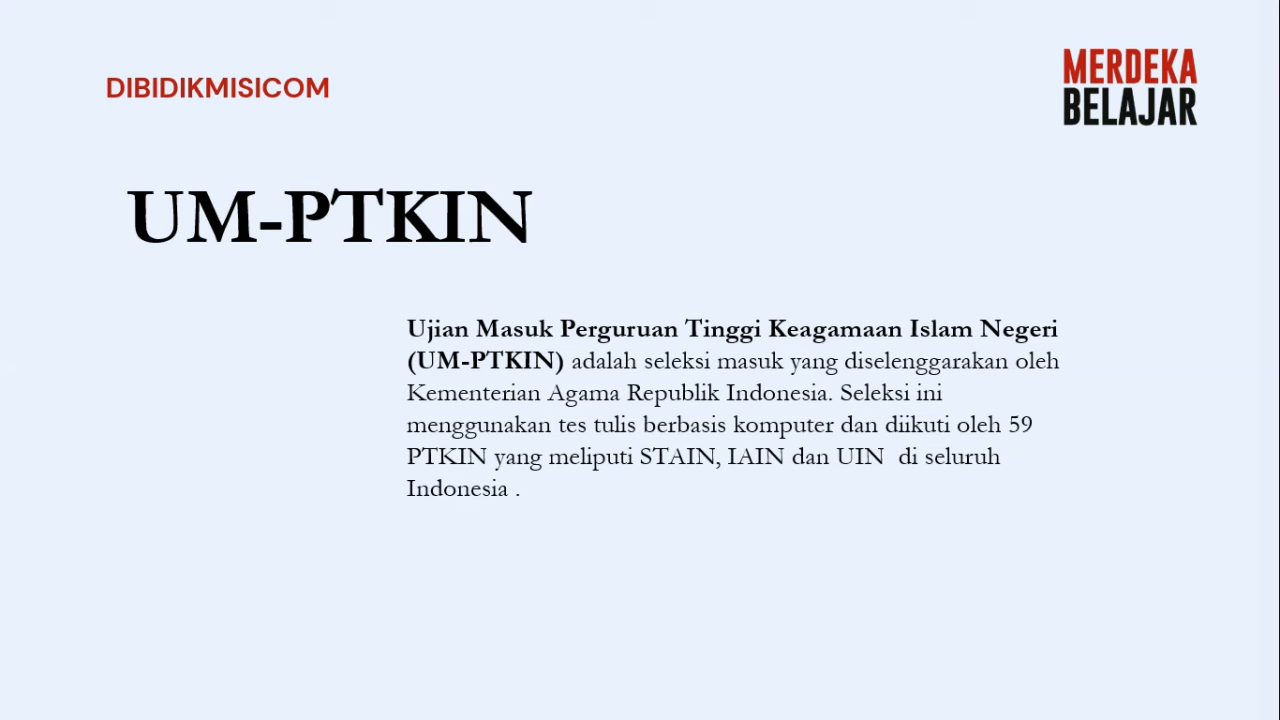 DIBIDIKMISICOM
MERDEKA
BELAJAR
UM-PTKIN
Ujian Masuk Perguruan Tinggi Keagamaan Islam Negeri
(UM-PTKIN) adalah seleksi masuk yang diselenggarakan oleh
Kementerian Agama Republik Indonesia. Seleksi ini
menggunakan tes tulis berbasis komputer dan diikuti oleh 59
PTKIN yang meliputi STAIN, IAIN dan UIN  di seluruh
Indonesia .